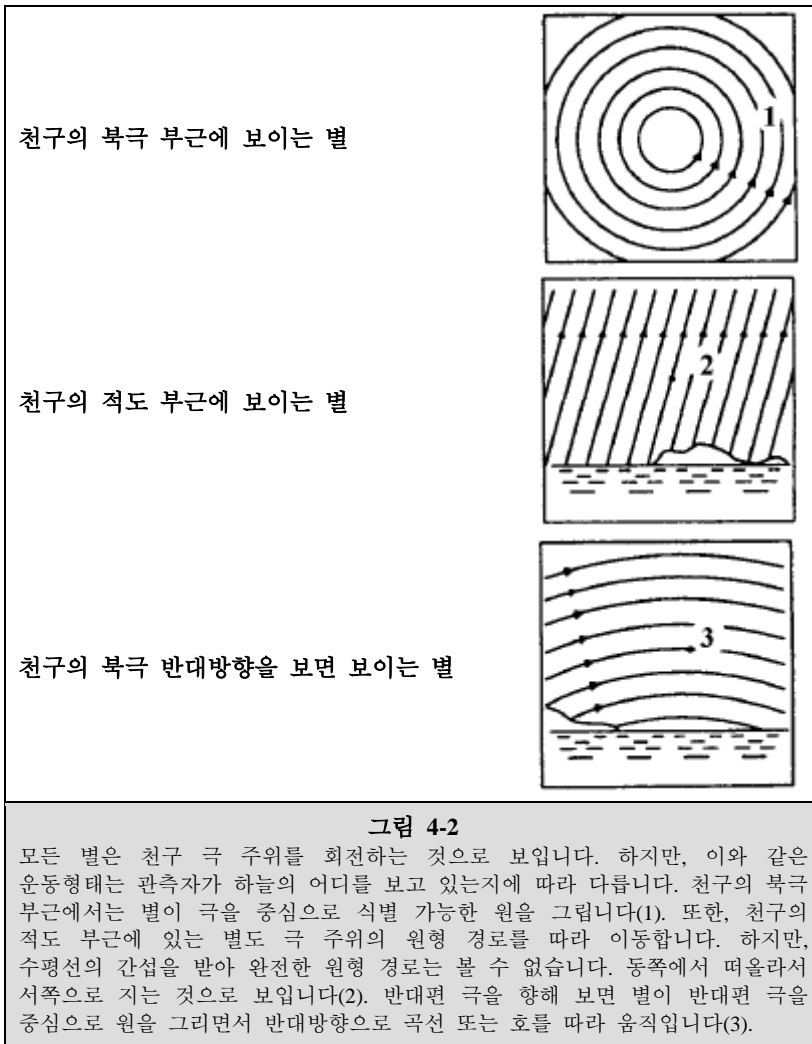 천구의 북극 부근에 보이는 별
1
천구의 적도 부근에 보이는 별
2
천구의 북극 반대방향을 보면 보이는 별
3
그림 4-2
모든 별은 천구 극 주위를 회전하는 것으로 보입니다. 하지만, 이와 같은
운동형태는 관측자가 하늘의 어디를 보고 있는지에 따라 다릅니다. 천구의 북극
부근에서는 별이 극을 중심으로 식별 가능한 원을 그립니다(1). 또한, 천구의
적도 부근에 있는 별도 극 주위의 원형 경로를 따라 이동합니다. 하지만,
수평선의 간섭을 받아 완전한 원형 경로는 볼 수 없습니다. 동쪽에서 떠올라서
서쪽으로 지는 것으로 보입니다(2). 반대편 극을 향해 보면 별이 반대편 극을
중심으로 원을 그리면서 반대방향으로 곡선 또는 호를 따라 움직입니다(3).